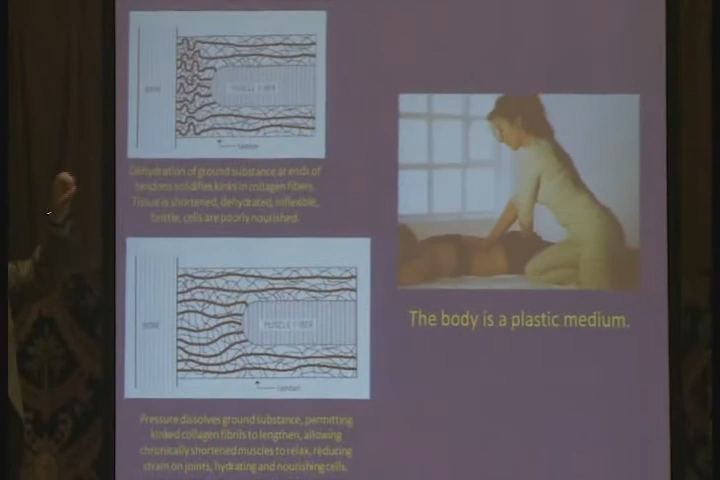 BONE
MUSCLE FIBER
TENDON
Dehydration of ground substance at ends of
tendons solidifies kinks in collagen fibers.
Tissue is shortened, dehydrated, inflexible,
brittle, cells are poorly nourished.
BONE
MUSCLE FIBER
TENDON
Pressure dissolves ground substance, permitting
kinked collagen fibrils to lengthen, allowing
chronically shortened muscles to relax, reducing
strain on joints, hydrating and nourishing cells.
The body is a plastic medium.